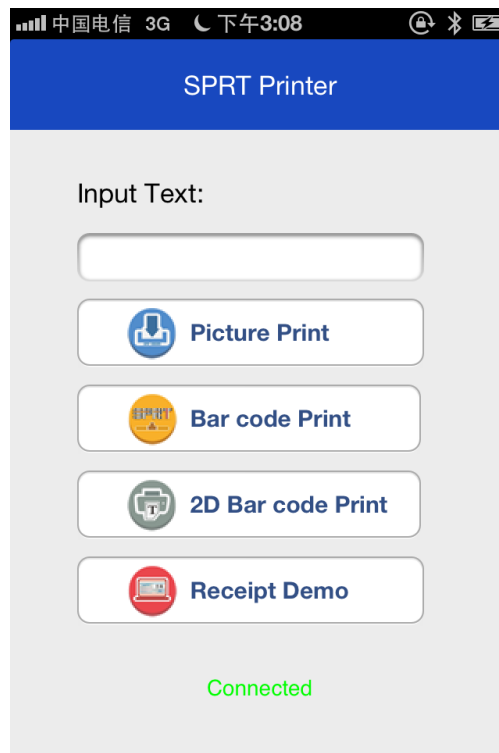 中国电信 3G 下午3:08
SPRT Printer
Input Text:
Picture Print
SPRT
Bar code Print
T
2D Bar code Print
Receipt Demo
Connected